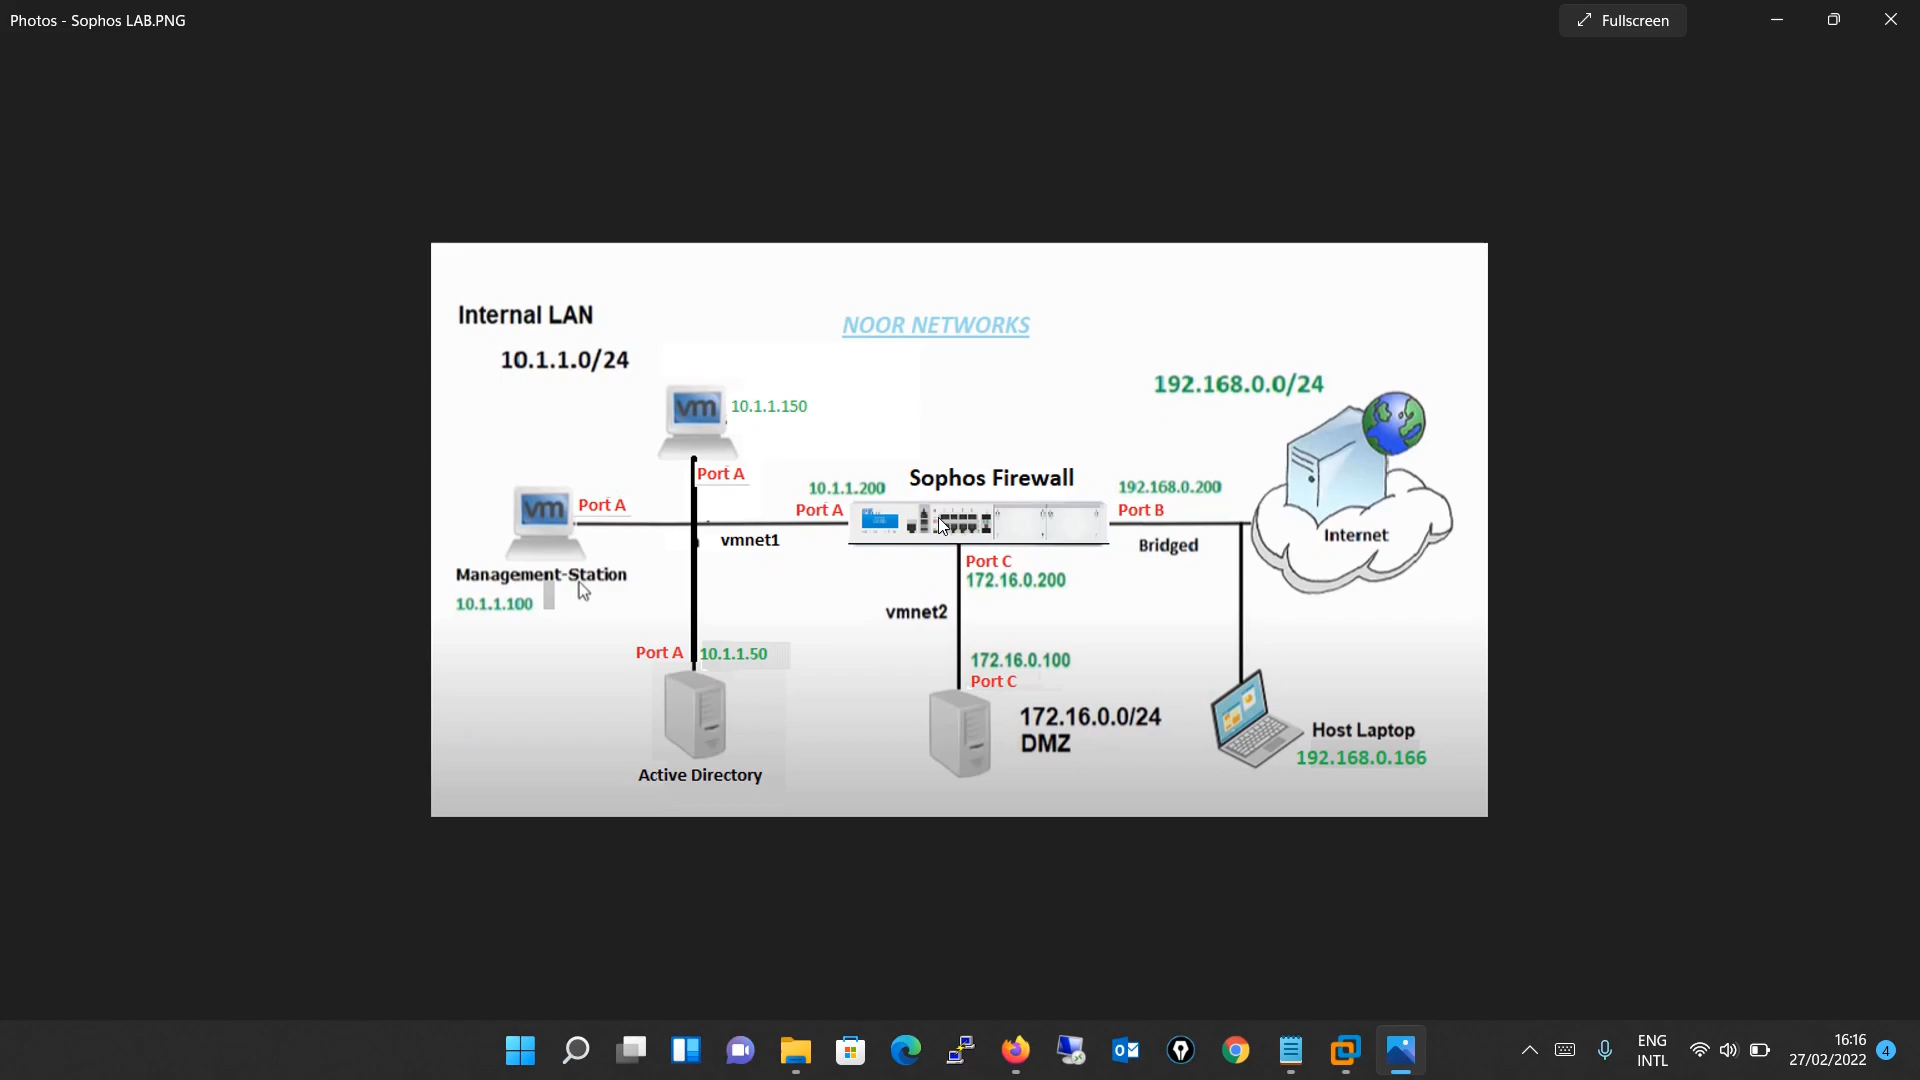 Photos - Sophos LAB.PNG
Fullscreen
Internal LAN
NOOR NETWORKS
10.1.1.0/24
192.168.0.0/24
vm
10.1.1.150
Port A
Sophos Firewall
10.1.1.200
192.168.0.200
vm
Port A
Port A
Port B
vmnet1
Bridged
Internet
Port C
172.16.0.200
Management-Station
10.1.1.100
vmnet2
Port A
10.1.1.50
172.16.0.100
Port C
172.16.0.0/24
DMZ
Host Laptop
192.168.0.166
Active Directory
ENG
INTL
16:16
27/02/2022
4